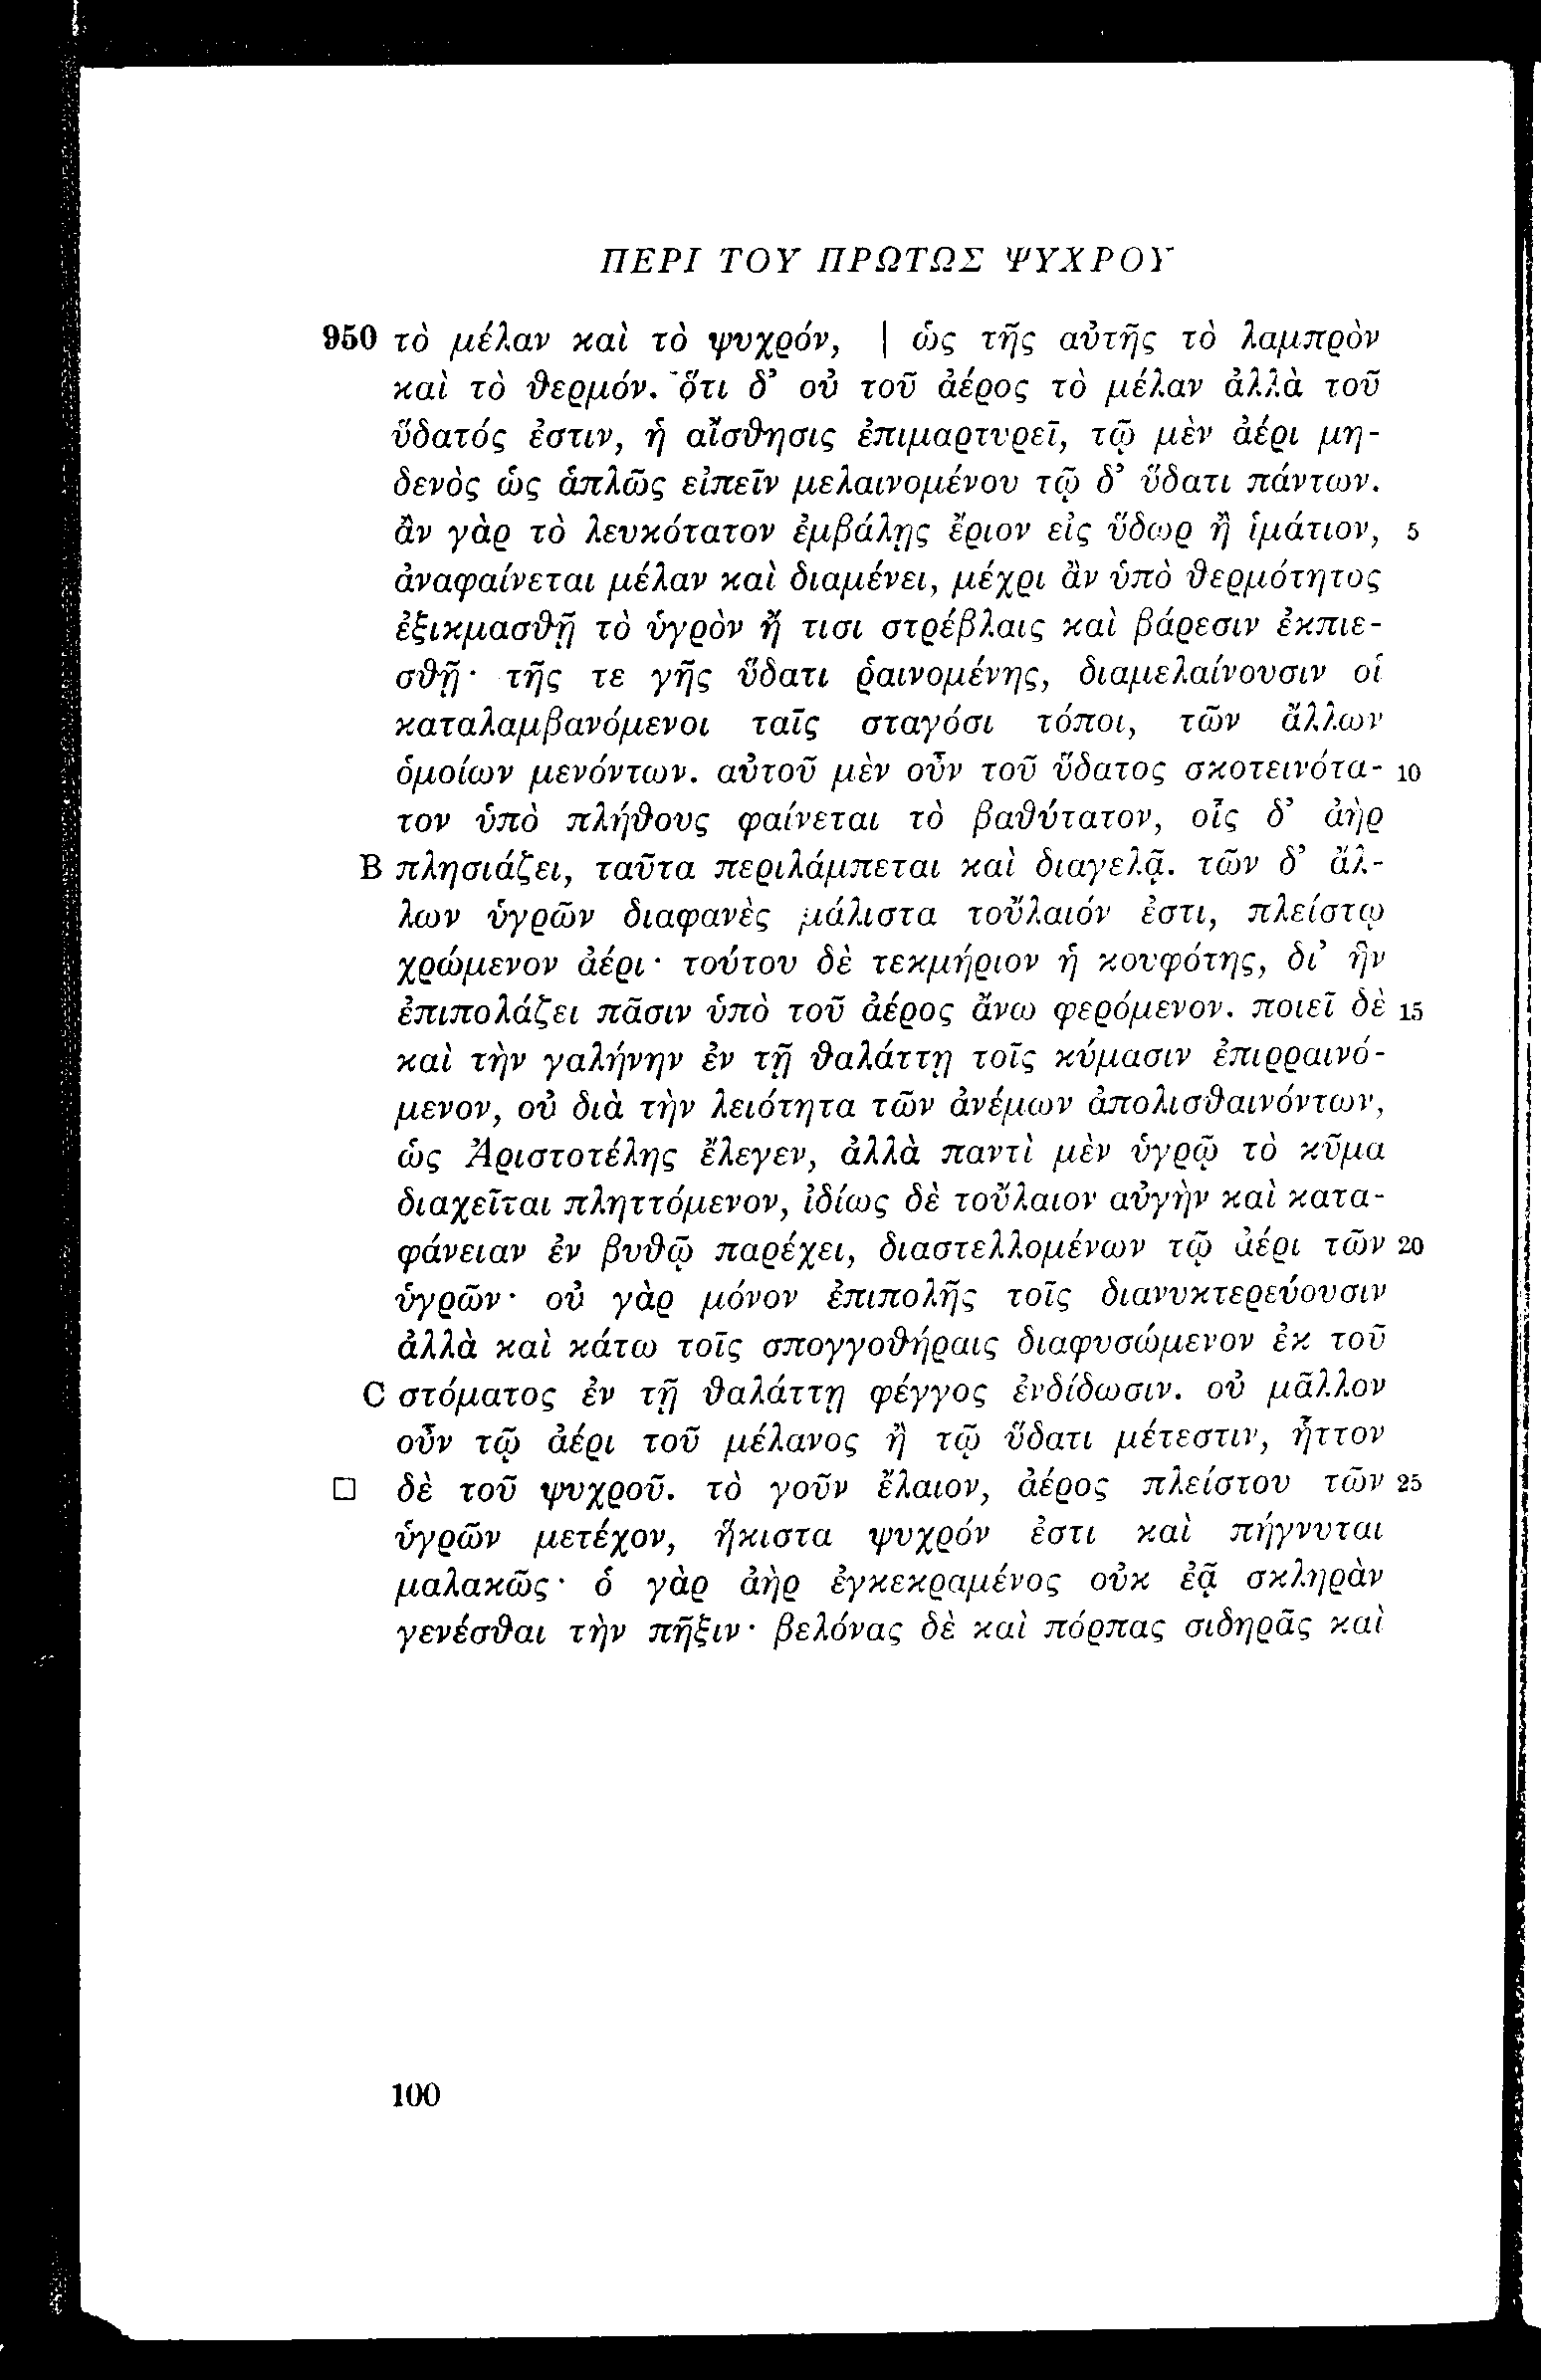 ΠΕΡΙ ΤΟΥ ΠΡΩΤΩΣ ΨΥΧΡΟΥ
950 τὸ μέλαν καὶ τὸ ψυχρόν, | ὡς τῆς αὐτῆς τὸ λαμπρὸν
καὶ τὸ θερμόν. ὅτι δ’ οὐ τοῦ ἀέρος τὸ μέλαν ἀλλὰ τοῦ
ὕδατός ἐστιν, ἡ αἴσθησις ἐπιμαρτυρεῖ, τῷ μὲν ἀέρι μη-
δενὸς ὡς ἁπλῶς εἰπεῖν μελαινομένου τῷ δ’ ὕδατι πάντων.
ἂν γὰρ τὸ λευκότατον ἐμβάλῃς ἔριον εἰς ὕδωρ ἢ ἱμάτιον, 5
ἀναφαίνεται μέλαν καὶ διαμένει, μέχρι ἂν ὑπὸ θερμότητος
ἐξικμασθῇ τὸ ὑγρὸν ἤ τισι στρέβλαις καὶ βάρεσιν ἐκπιε-
σθῇ· τῆς τε γῆς ὕδατι ῥαινομένης, διαμελαίνουσιν οἱ
καταλαμβανόμενοι ταῖς σταγόσι τόποι, τῶν ἄλλων
ὁμοίων μενόντων. αὐτοῦ μὲν οὖν τοῦ ὕδατος σκοτεινότα- 10
τον ὑπὸ πλήθους φαίνεται τὸ βαθύτατον, οἷς δ’ ἀὴρ
B πλησιάζει, ταῦτα περιλάμπεται καὶ διαγελᾷ. τῶν δ’ ἄλ-
λων ὑγρῶν διαφανὲς μάλιστα τοὔλαιόν ἐστι, πλείστῳ
χρώμενον ἀέρι· τούτου δὲ τεκμήριον ἡ κουφότης, δι’ ἣν
ἐπιπολάζει πᾶσιν ὑπὸ τοῦ ἀέρος ἄνω φερόμενον. ποιεῖ δὲ 15
καὶ τὴν γαλήνην ἐν τῇ θαλάττῃ τοῖς κύμασιν ἐπιρραινό-
μενον, οὐ διὰ τὴν λειότητα τῶν ἀνέμων ἀπολισθαινόντων,
ὡς Ἀριστοτέλης ἔλεγεν, ἀλλὰ παντὶ μὲν ὑγρῷ τὸ κῦμα
διαχεῖται πληττόμενον, ἰδίως δὲ τοὔλαιον αὐγὴν καὶ κατα-
φάνειαν ἐν βυθῷ παρέχει, διαστελλομένων τῷ ἀέρι τῶν 20
ὑγρῶν· οὐ γὰρ μόνον ἐπιπολῆς τοῖς διανυκτερεύουσιν
ἀλλὰ καὶ κάτω τοῖς σπογγοθήραις διαφυσώμενον ἐκ τοῦ
C στόματος ἐν τῇ θαλάττῃ φέγγος ἐνδίδωσιν. οὐ μᾶλλον
οὖν τῷ ἀέρι τοῦ μέλανος ἢ τῷ ὕδατι μέτεστιν, ἧττον
□ δὲ τοῦ ψυχροῦ. τὸ γοῦν ἔλαιον, ἀέρος πλείστου τῶν 25
ὑγρῶν μετέχον, ἥκιστα ψυχρόν ἐστι καὶ πήγνυται
μαλακῶς· ὁ γὰρ ἀὴρ ἐγκεκραμένος οὐκ ἐᾷ σκληρὰν
γενέσθαι τὴν πῆξιν· βελόνας δὲ καὶ πόρπας σιδηρᾶς καὶ
100